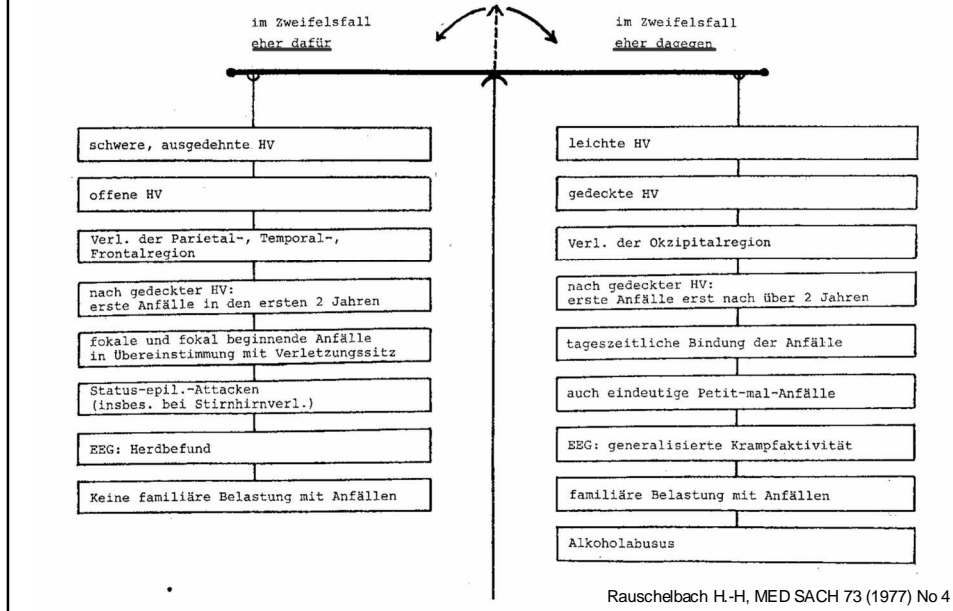 im Zweifelsfall
eher dafür
im Zweifelsfall
eher dagegen
schwere, ausgedehnte HV
offene HV
Verl. der Parietal-, Temporal-,
Frontalregion
nach gedeckter HV:
erste Anfälle in den ersten 2 Jahren
fokale und fokal beginnende Anfälle
in Übereinstimmung mit Verletzungssitz
Status-epil.-Attacken
(insbes. bei Stirnhirnverl.)
EEG: Herdbefund
Keine familiäre Belastung mit Anfällen
leichte HV
gedeckte HV
Verl. der Okzipitalregion
nach gedeckter HV:
erste Anfälle erst nach über 2 Jahren
tageszeitliche Bindung der Anfälle
auch eindeutige Petit-mal-Anfälle
EEG: generalisierte Krampfaktivität
familiäre Belastung mit Anfällen
Alkoholabusus
Rauschelbach H.-H, MED SACH 73 (1977) No 4